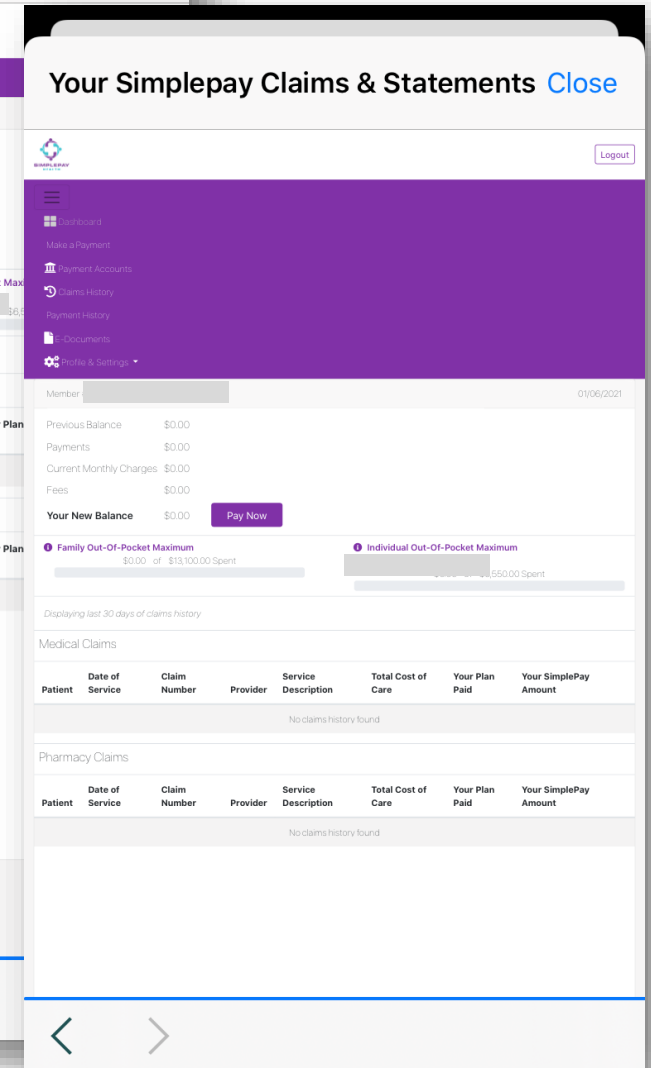 Your Simplepay Claims & Statements Close
SIMPLEPAY
Logout
Dashboard
Make a Payment
Payment Accounts
Claims History
Payment History
E-Documents
Profile & Settings
Member
01/06/2021
Previous Balance $0.00
Payments $0.00
Current Monthly Charges $0.00
Fees $0.00
Your New Balance $0.00 Pay Now
Family Out-Of-Pocket Maximum
$0.00 of $13,100.00 Spent
Individual Out-Of-Pocket Maximum
,550.00 Spent
Displaying last 30 days of claims history
Medical Claims
Patient Date of Service Claim Number Provider Service Description Total Cost of Care Your Plan Paid Your SimplePay Amount
No claims history found
Pharmacy Claims
Patient Date of Service Claim Number Provider Service Description Total Cost of Care Your Plan Paid Your SimplePay Amount
No claims history found
Plan
Plan